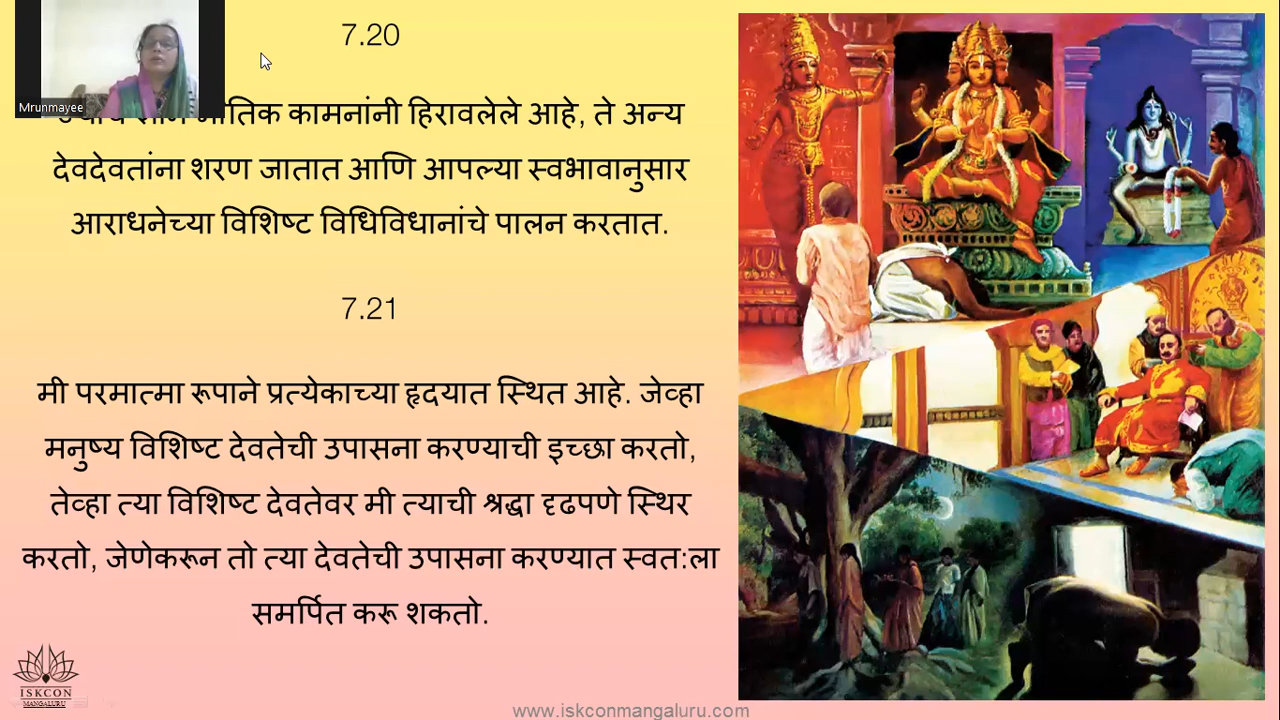 Mrunmayee
7.20
कामनांनी हिरावलेले आहे, ते अन्य
देवदेवतांना शरण जातात आणि आपल्या स्वभावानुसार
आराधनेच्या विशिष्ट विधिविधानांचे पालन करतात.
7.21
मी परमात्मा रूपाने प्रत्येकाच्या हृदयात स्थित आहे. जेव्हा
मनुष्य विशिष्ट देवतेची उपासना करण्याची इच्छा करतो,
तेव्हा त्या विशिष्ट देवतेवर मी त्याची श्रद्धा दृढपणे स्थिर
करतो, जेणेकरून तो त्या देवतेची उपासना करण्यात स्वत:ला
समर्पित करू शकतो.
ISKCON
MANGALURU
www.iskconmangaluru.com